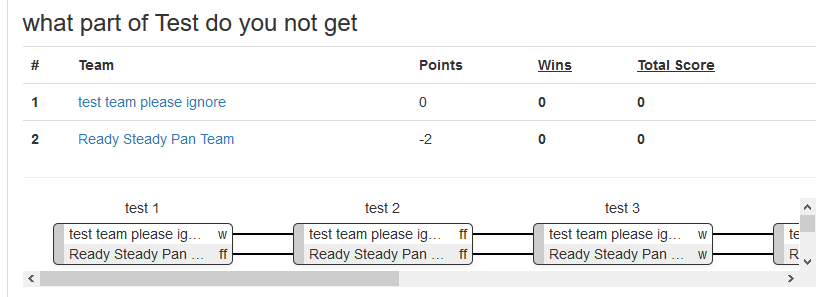 what part of Test do you not get
# Team Points Wins Total Score
1 test team please ignore 0 0 0
2 Ready Steady Pan Team -2 0 0
test 1 test 2 test 3
test team please ig... w test team please ig... ff test team please ig... w te
Ready Steady Pan ... ff Ready Steady Pan ... ff Ready Steady Pan ... w R